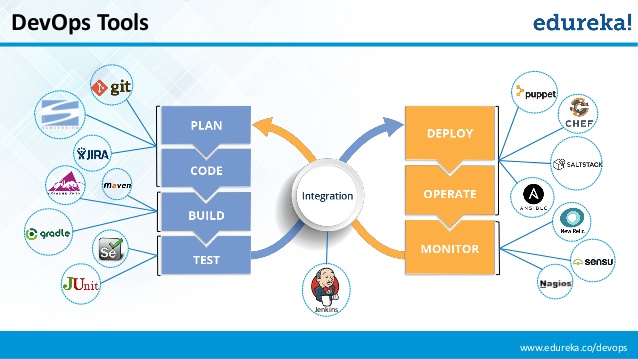 DevOps Tools
edureka!
git
SUBVERSION
JIRA
maven
gradle
Se
JUnit
PLAN
CODE
BUILD
TEST
Integration
Jenkins
DEPLOY
OPERATE
MONITOR
puppet
CHEF
SALTSTACK
ANSIBLE
New Relic
sensu
Nagios
www.edureka.co/devops